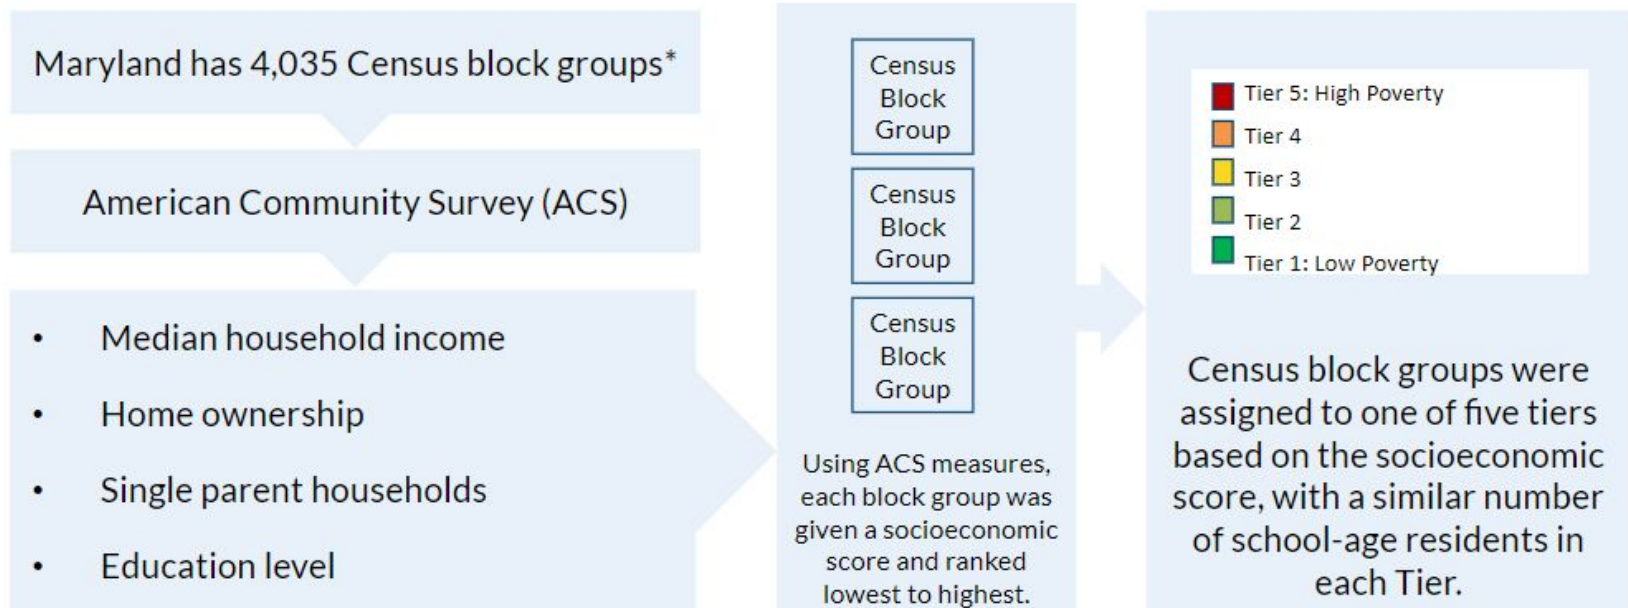 Maryland has 4,035 Census block groups*
American Community Survey (ACS)
• Median household income
• Home ownership
• Single parent households
• Education level
Census
Block
Group
Census
Block
Group
Census
Block
Group
Using ACS measures,
each block group was
given a socioeconomic
score and ranked
lowest to highest.
Tier 5: High Poverty
Tier 4
Tier 3
Tier 2
Tier 1: Low Poverty
Census block groups were
assigned to one of five tiers
based on the socioeconomic
score, with a similar number
of school-age residents in
each Tier.